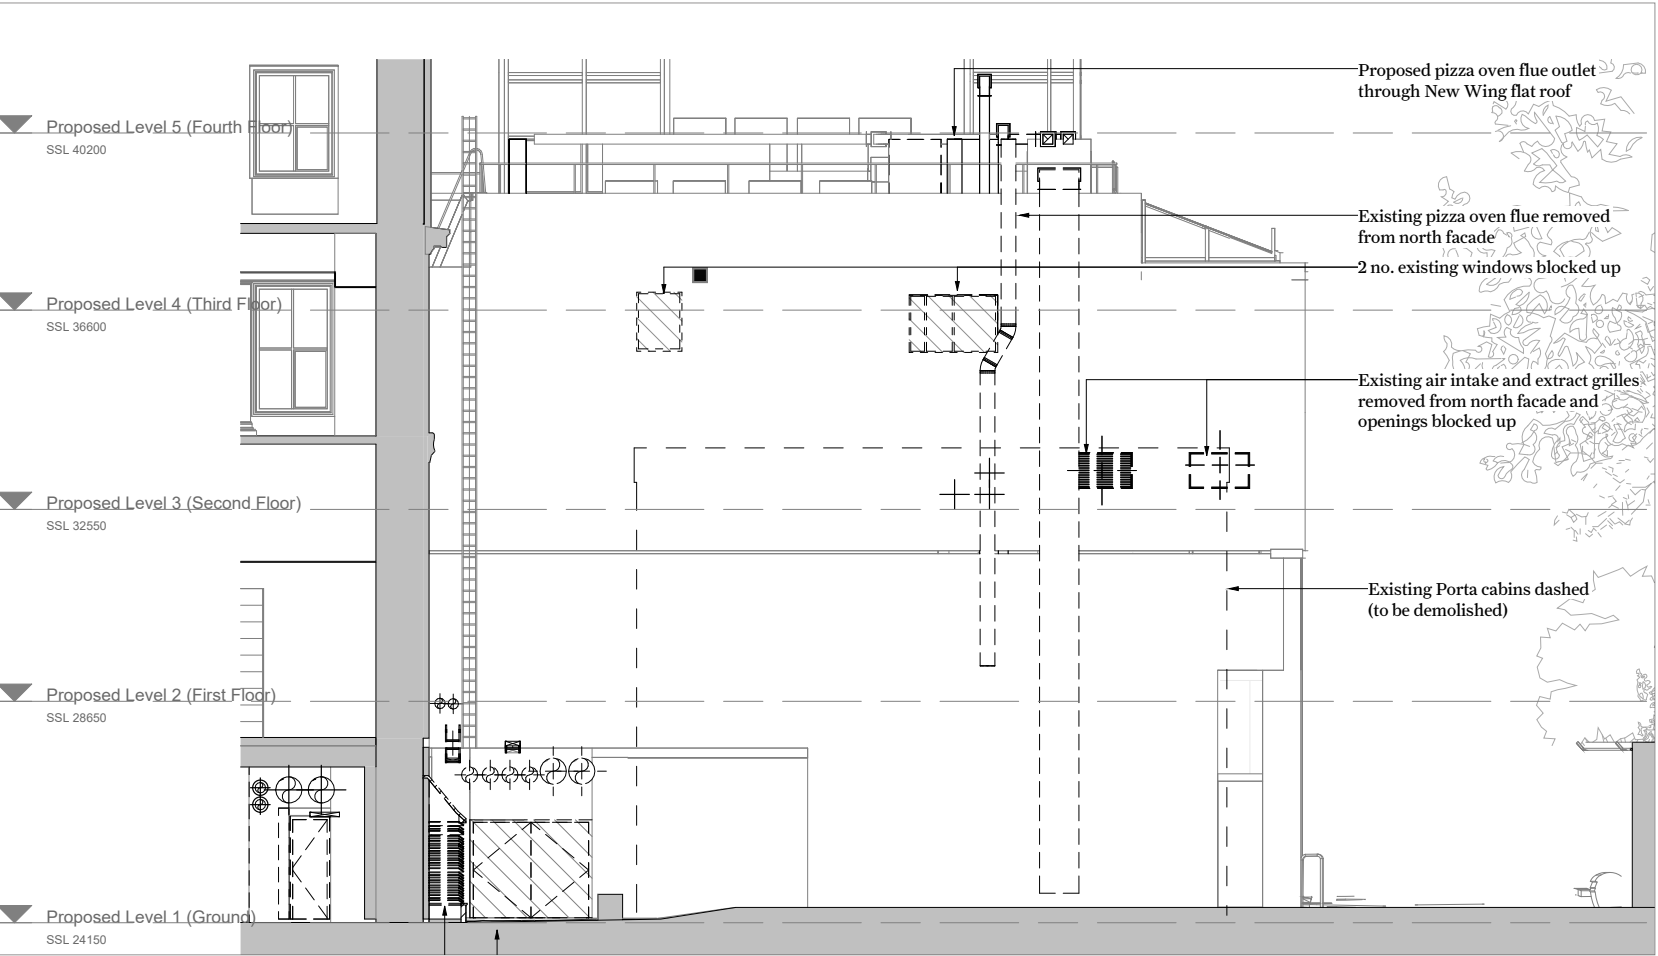 Proposed pizza oven flue outlet
through New Wing flat roof
Proposed Level 5 (Fourth Floor)
SSL 40200
Existing pizza oven flue removed
from north facade
2 no. existing windows blocked up
Proposed Level 4 (Third Floor)
SSL 36600
Existing air intake and extract grilles
removed from north facade and
openings blocked up
Proposed Level 3 (Second Floor)
SSL 32550
Existing Porta cabins dashed
(to be demolished)
Proposed Level 2 (First Floor)
SSL 28650
Proposed Level 1 (Ground)
SSL 24150